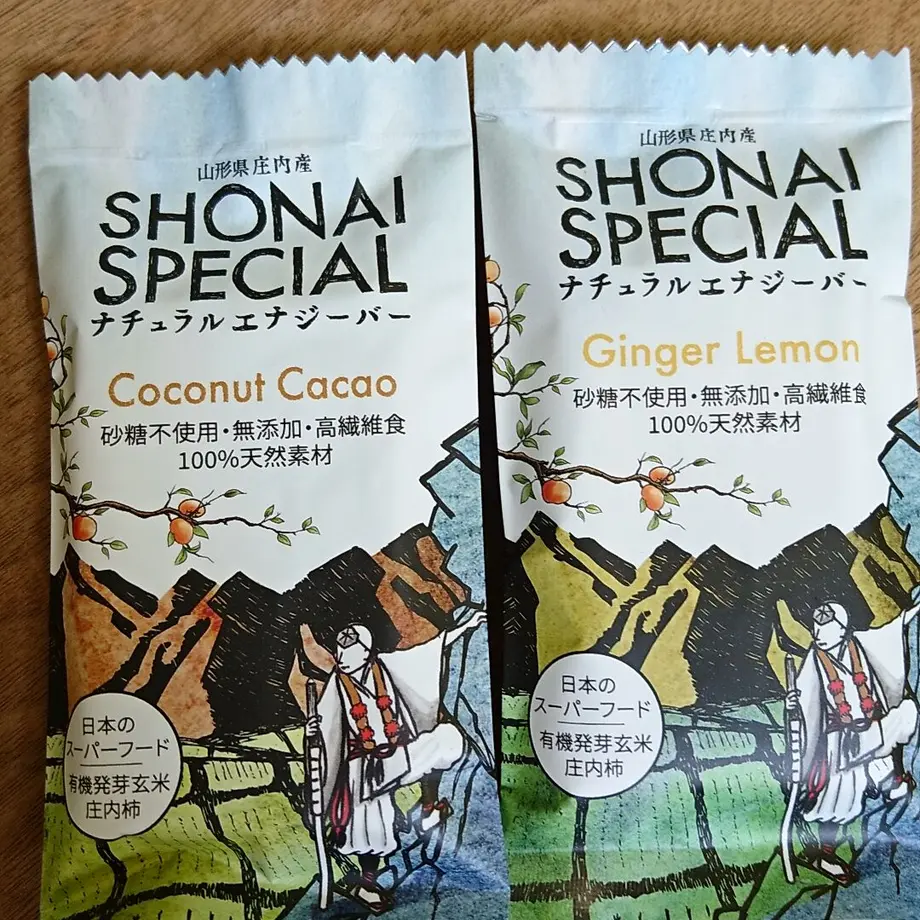 山形県庄内産
SHONAI
SPECIAL
ナチュラルエナジーバー
Coconut Cacao
砂糖不使用・無添加・高繊維食
100%天然素材
日本の
スーパーフード
有機発芽玄米
庄内柿
山形県庄内産
SHONAI
SPECIAL
ナチュラルエナジーバー
Ginger Lemon
砂糖不使用・無添加・高繊維食
100%天然素材
日本の
スーパーフード
有機発芽玄米
庄内柿